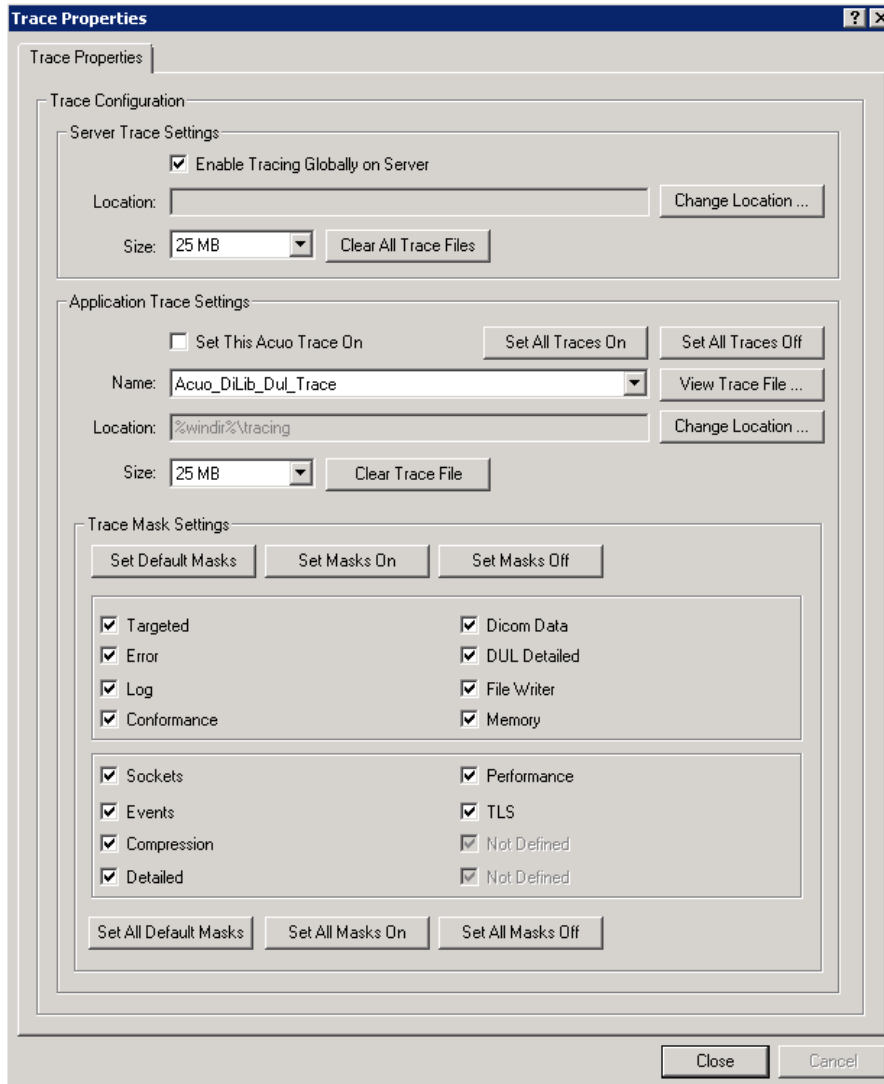 Trace Properties
Trace Properties
Trace Configuration
Server Trace Settings
Enable Tracing Globally on Server
Location: Change Location ...
Size: 25 MB Clear All Trace Files
Application Trace Settings
Set This Acuo Trace On Set All Traces On Set All Traces Off
Name: Acuo_DiLib_Dul_Trace View Trace File ...
Location: %windir%\tracing Change Location ...
Size: 25 MB Clear Trace File
Trace Mask Settings
Set Default Masks Set Masks On Set Masks Off
Targeted Dicom Data
Error DUL Detailed
Log File Writer
Conformance Memory
Sockets Performance
Events TLS
Compression Not Defined
Detailed Not Defined
Set All Default Masks Set All Masks On Set All Masks Off
Close Cancel